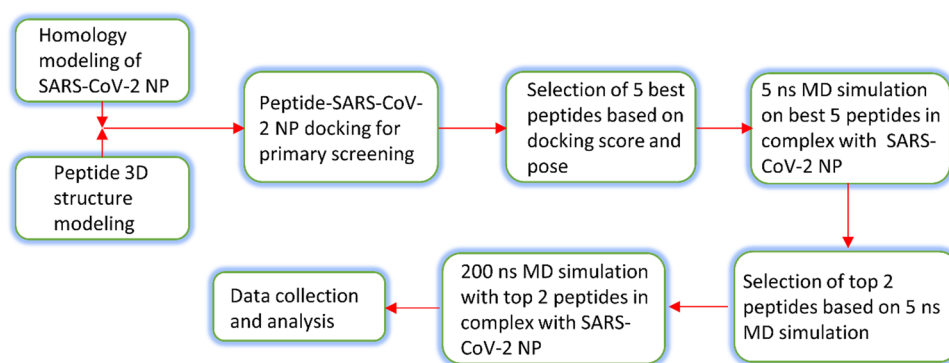 Homology
modeling of
SARS-CoV-2 NP
Peptide 3D
structure
modeling
Peptide-SARS-CoV-
2 NP docking for
primary screening
Selection of 5 best
peptides based on
docking score and
pose
5 ns MD simulation
on best 5 peptides in
complex with SARS-
CoV-2 NP
Selection of top 2
peptides based on 5 ns
MD simulation
200 ns MD simulation
with top 2 peptides in
complex with SARS-
CoV-2 NP
Data collection
and analysis